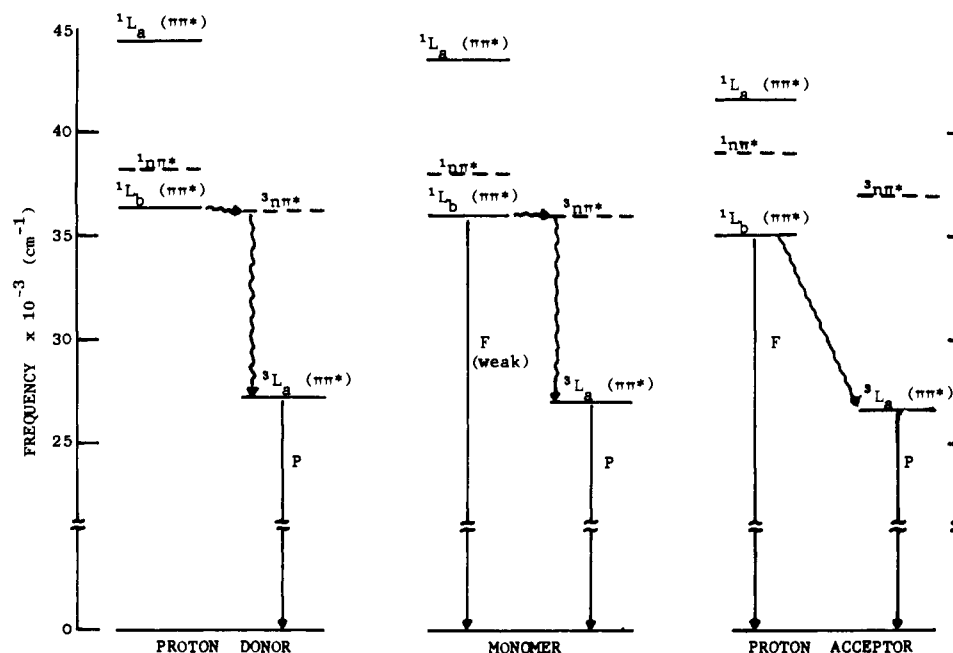 FREQUENCY x 10⁻³ (cm⁻¹)
45
40
35
30
25
0
¹Lₐ (ππ*)
¹nπ*
¹L_b (ππ*)
³nπ*
³Lₐ (ππ*)
P
PROTON DONOR
¹Lₐ (ππ*)
¹nπ*
¹L_b (ππ*)
³nπ*
F
(weak)
³Lₐ (ππ*)
P
MONOMER
¹Lₐ (ππ*)
¹nπ*
³nπ*
¹L_b (ππ*)
F
³Lₐ (ππ*)
P
PROTON ACCEPTOR